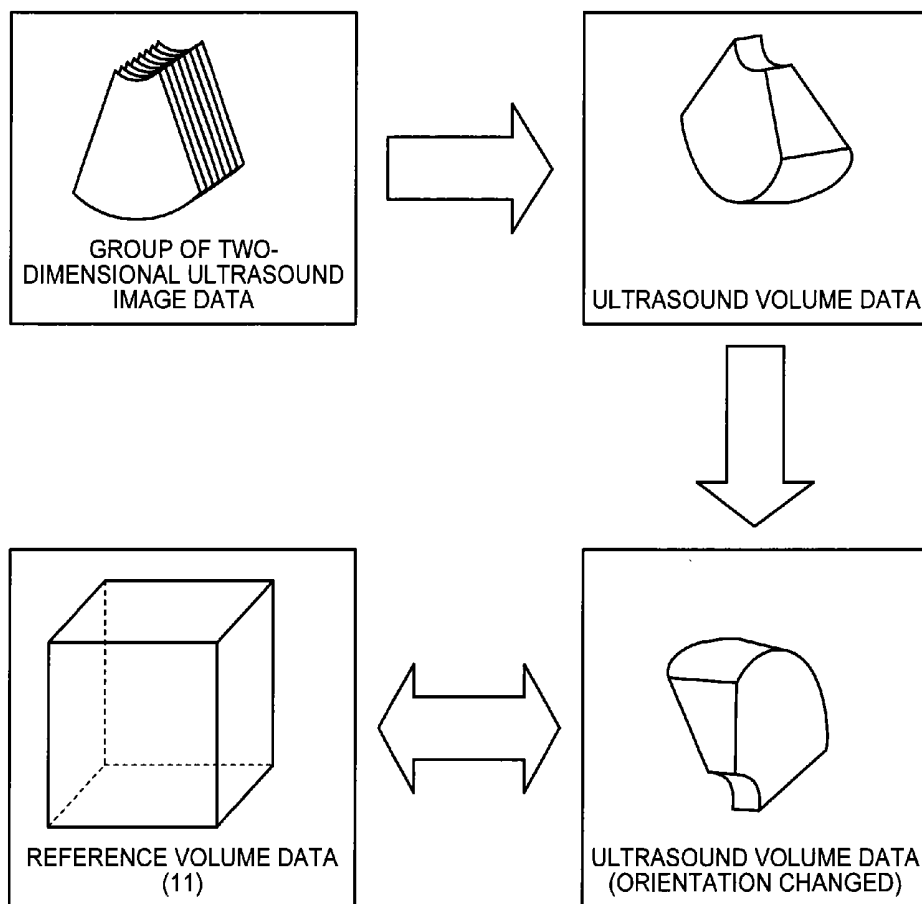 GROUP OF TWO-
DIMENSIONAL ULTRASOUND
IMAGE DATA
ULTRASOUND VOLUME DATA
REFERENCE VOLUME DATA
(11)
ULTRASOUND VOLUME DATA
(ORIENTATION CHANGED)